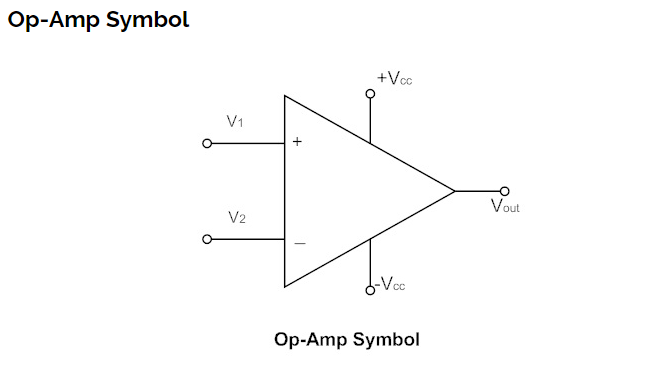 Op-Amp Symbol
+Vcc
V1
+
Vout
V2
−
-Vcc
Op-Amp Symbol